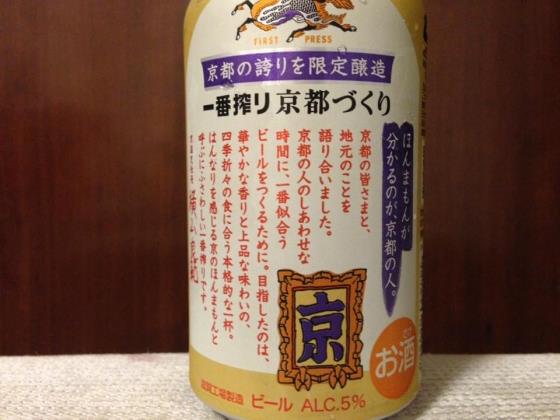 FIRST PRESS
京都の誇りを限定醸造
一番搾り 京都づくり
ほんまもんが
分かるのが、京都の人。
京都の皆さまと、
地元のことを
語り合いました。
京都の人のしあわせな
時間に、一番似合う
ビールをつくるために。目指したのは、
華やかな香りと上品な味わいの、
四季折々の食に合う本格的な一杯。
はんなりを感じる京のほんまもんと
呼ぶにふさわしい一番搾りです。
京
お酒
滋賀工場製造 ビール ALC.5%